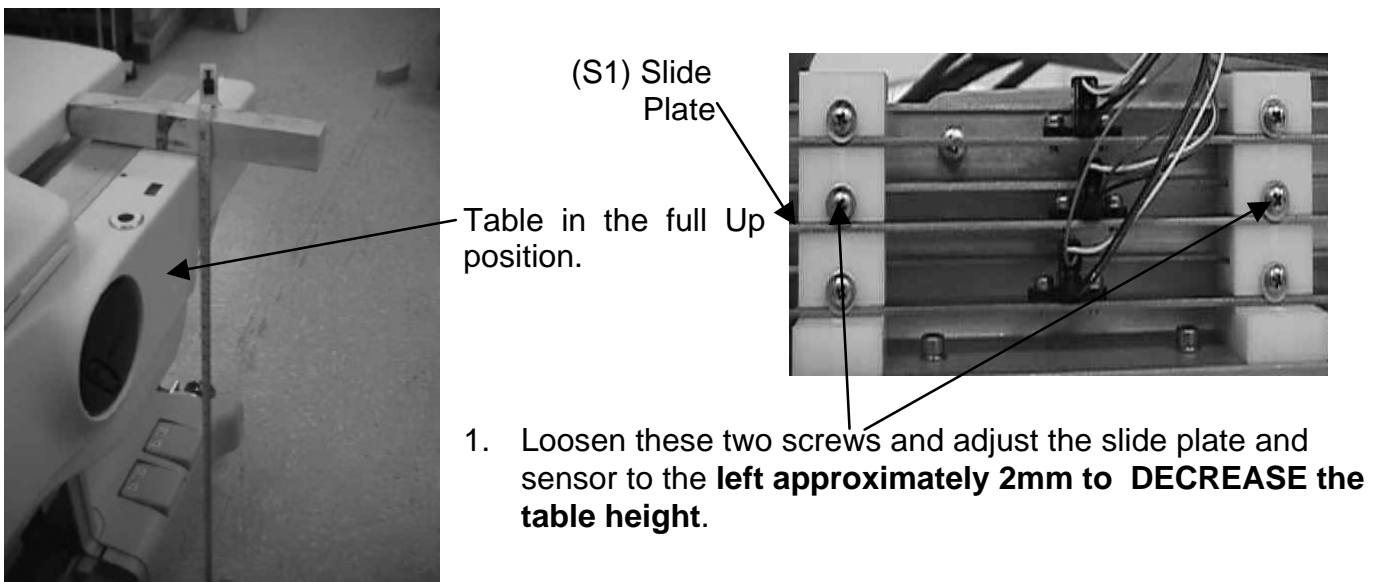 (S1) Slide
Plate
Table in the full Up
position.
1. Loosen these two screws and adjust the slide plate and
sensor to the left approximately 2mm to DECREASE the
table height.